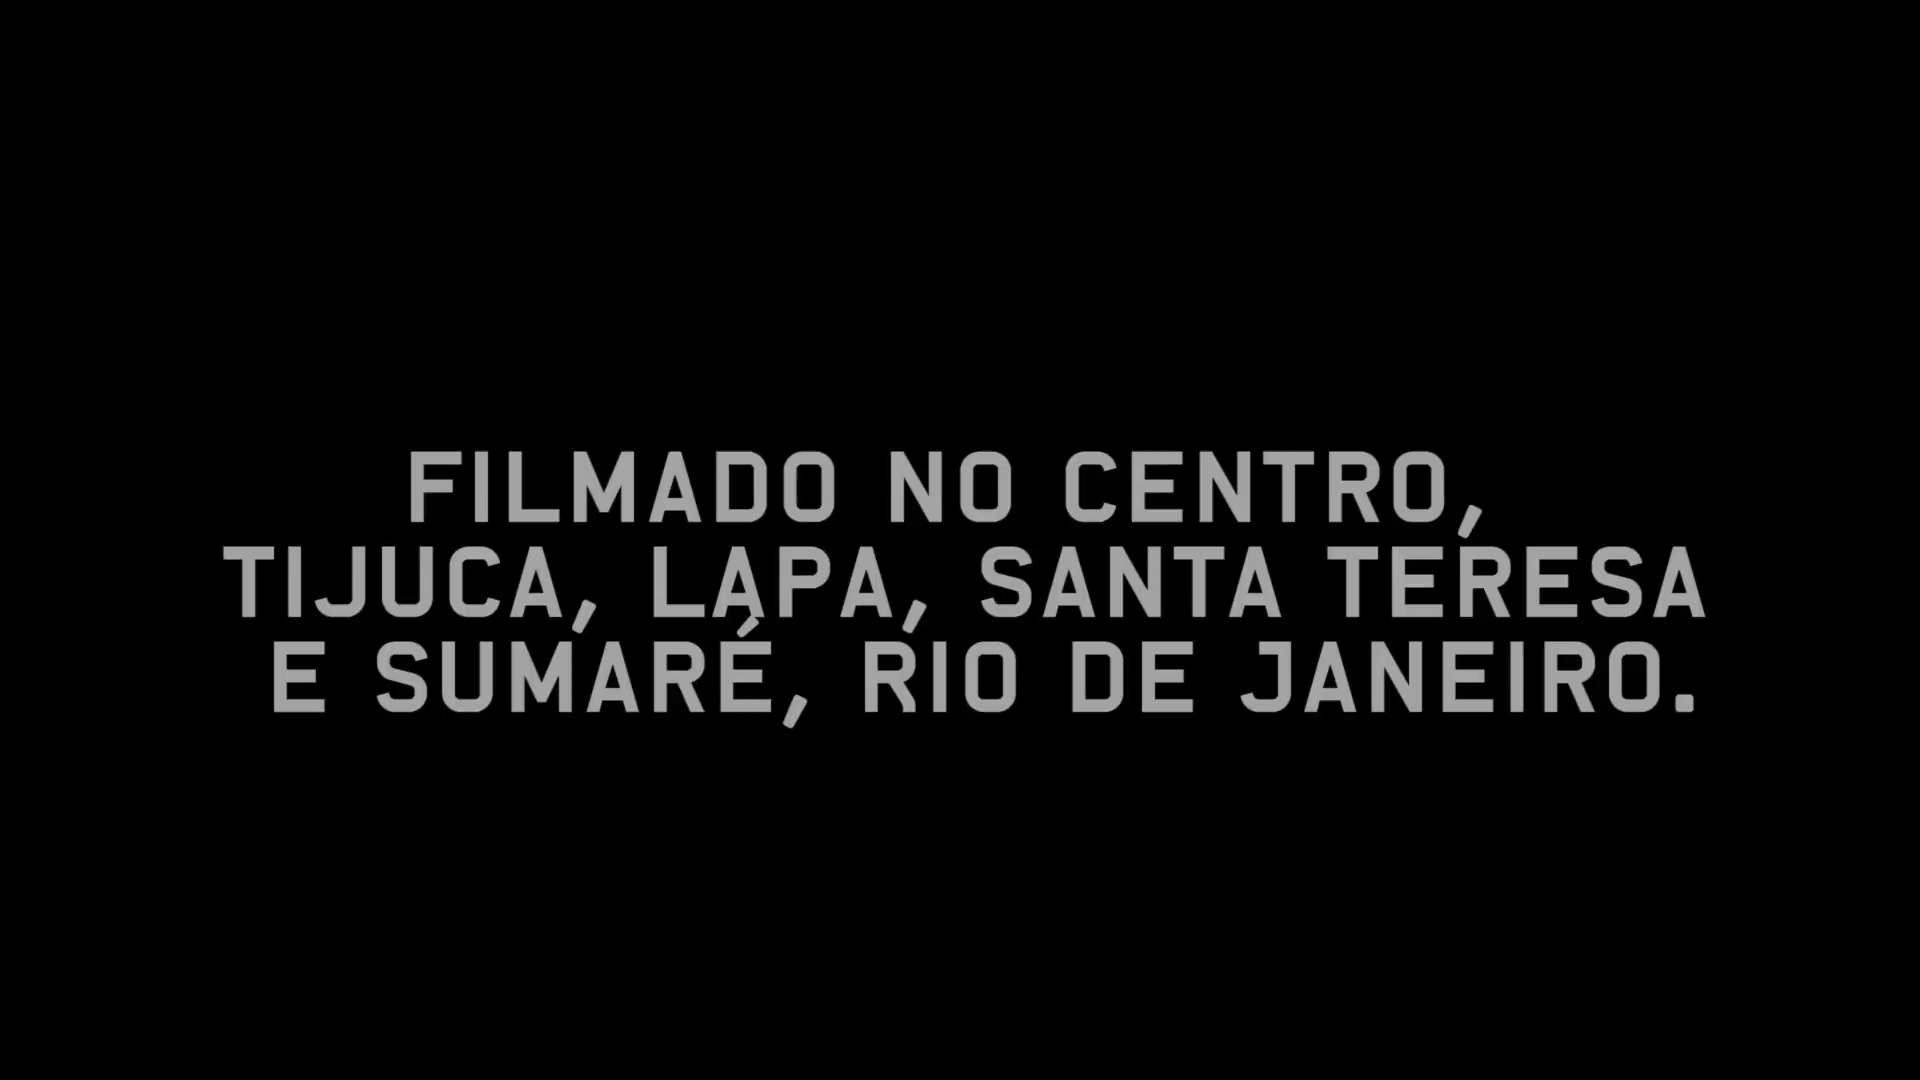 FILMADO NO CENTRO,
TIJUCA, LAPA, SANTA TERESA
E SUMARÉ, RIO DE JANEIRO.